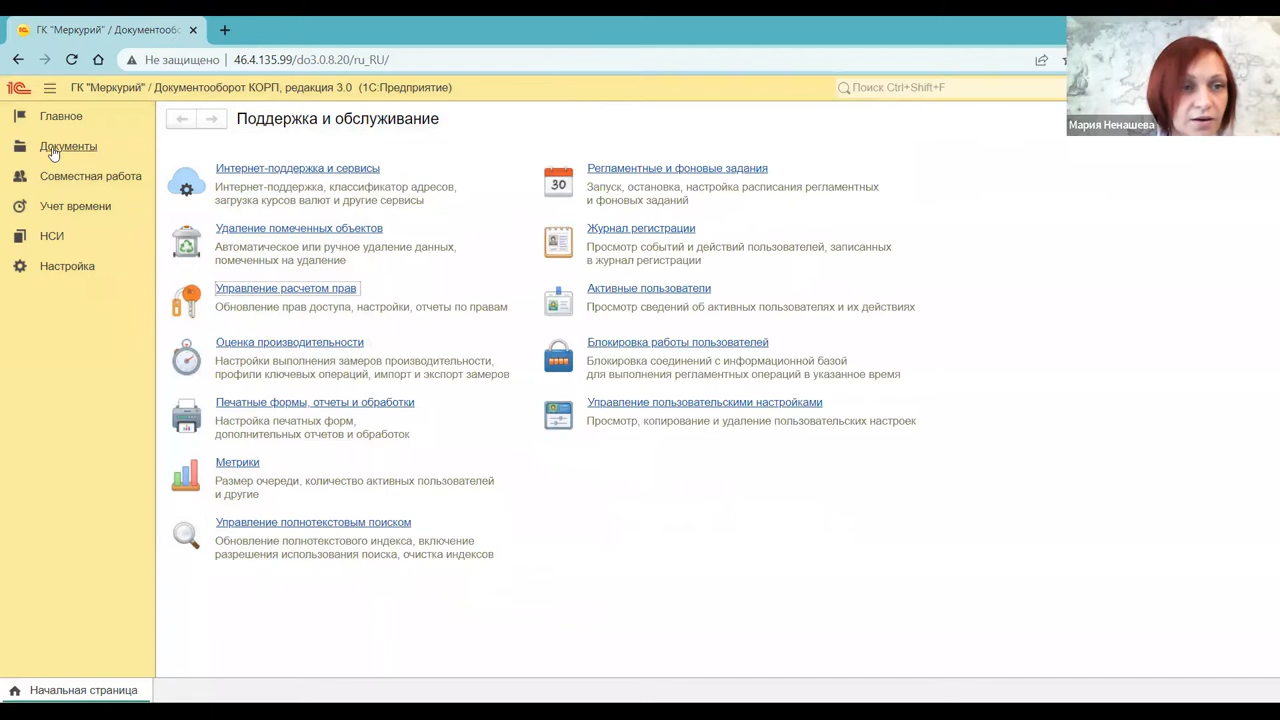 ГК "Меркурий" / Документооб
Не защищено
46.4.135.99/do3.0.8.20/ru_RU/
Мария Ненашева
1С
ГК "Меркурий" / Документооборот КОРП, редакция 3.0 (1С:Предприятие)
Поиск Ctrl+Shift+F
Главное
Документы
Совместная работа
Учет времени
НСИ
Настройка
Поддержка и обслуживание
Интернет-поддержка и сервисы
Интернет-поддержка, классификатор адресов,
загрузка курсов валют и другие сервисы
Удаление помеченных объектов
Автоматическое или ручное удаление данных,
помеченных на удаление
Управление расчетом прав
Обновление прав доступа, настройки, отчеты по правам
Оценка производительности
Настройки выполнения замеров производительности,
профили ключевых операций, импорт и экспорт замеров
Печатные формы, отчеты и обработки
Настройка печатных форм,
дополнительных отчетов и обработок
Метрики
Размер очереди, количество активных пользователей
и другие
Управление полнотекстовым поиском
Обновление полнотекстового индекса, включение
разрешения использования поиска, очистка индексов
30
Регламентные и фоновые задания
Запуск, остановка, настройка расписания регламентных
и фоновых заданий
Журнал регистрации
Просмотр событий и действий пользователей, записанных
в журнал регистрации
Активные пользователи
Просмотр сведений об активных пользователях и их действиях
Блокировка работы пользователей
Блокировка соединений с информационной базой
для выполнения регламентных операций в указанное время
Управление пользовательскими настройками
Просмотр, копирование и удаление пользовательских настроек
Начальная страница